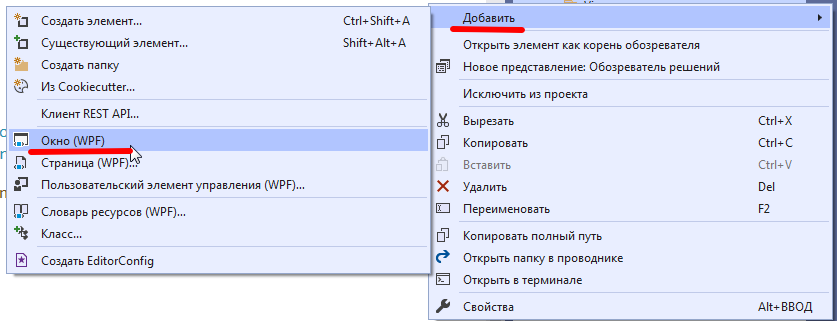 Создать элемент... Ctrl+Shift+A
Существующий элемент... Shift+Alt+A
Создать папку
Из Cookiecutter...
Клиент REST API...
Окно (WPF)
Страница (WPF)...
Пользовательский элемент управления (WPF)...
Словарь ресурсов (WPF)...
Класс...
Создать EditorConfig
Добавить
Открыть элемент как корень обозревателя
Новое представление: Обозреватель решений
Исключить из проекта
Вырезать Ctrl+X
Копировать Ctrl+C
Вставить Ctrl+V
Удалить Del
Переименовать F2
Копировать полный путь
Открыть папку в проводнике
Открыть в терминале
Свойства Alt+ВВОД